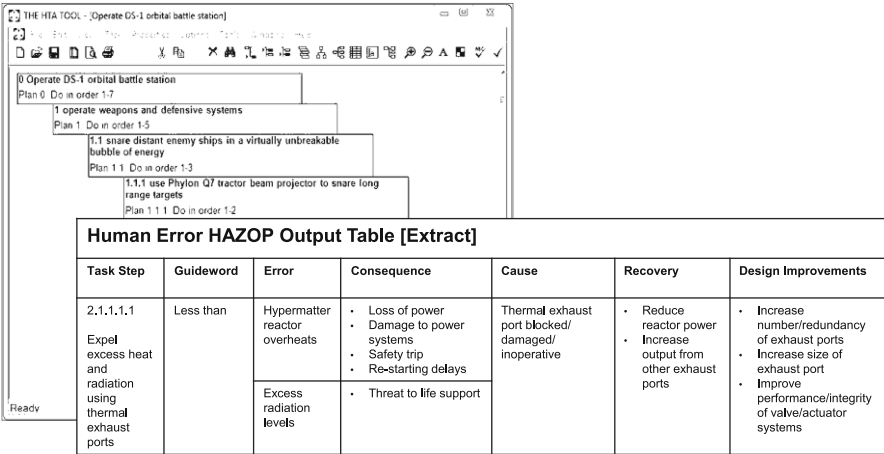 THE HTA TOOL - [Operate DS-1 orbital battle station]
0 Operate DS-1 orbital battle station
Plan 0 Do in order 1-7
1 operate weapons and defensive systems
Plan 1 Do in order 1-5
1.1 snare distant enemy ships in a virtually unbreakable
bubble of energy
Plan 1 1 Do in order 1-3
1.1.1 use Phylon Q7 tractor beam projector to snare long
range targets
Plan 1 1 1 Do in order 1-2
Ready
Human Error HAZOP Output Table [Extract]
Task Step
Guideword
Error
Consequence
Cause
Recovery
Design Improvements
2.1.1.1.1
Expel
excess heat
and
radiation
using
thermal
exhaust
ports
Less than
Hypermatter
reactor
overheats
• Loss of power
• Damage to power
systems
• Safety trip
• Re-starting delays
Thermal exhaust
port blocked/
damaged/
inoperative
• Reduce
reactor power
• Increase
output from
other exhaust
ports
• Increase
number/redundancy
of exhaust ports
• Increase size of
exhaust port
• Improve
performance/integrity
of valve/actuator
systems
Excess
radiation
levels
• Threat to life support